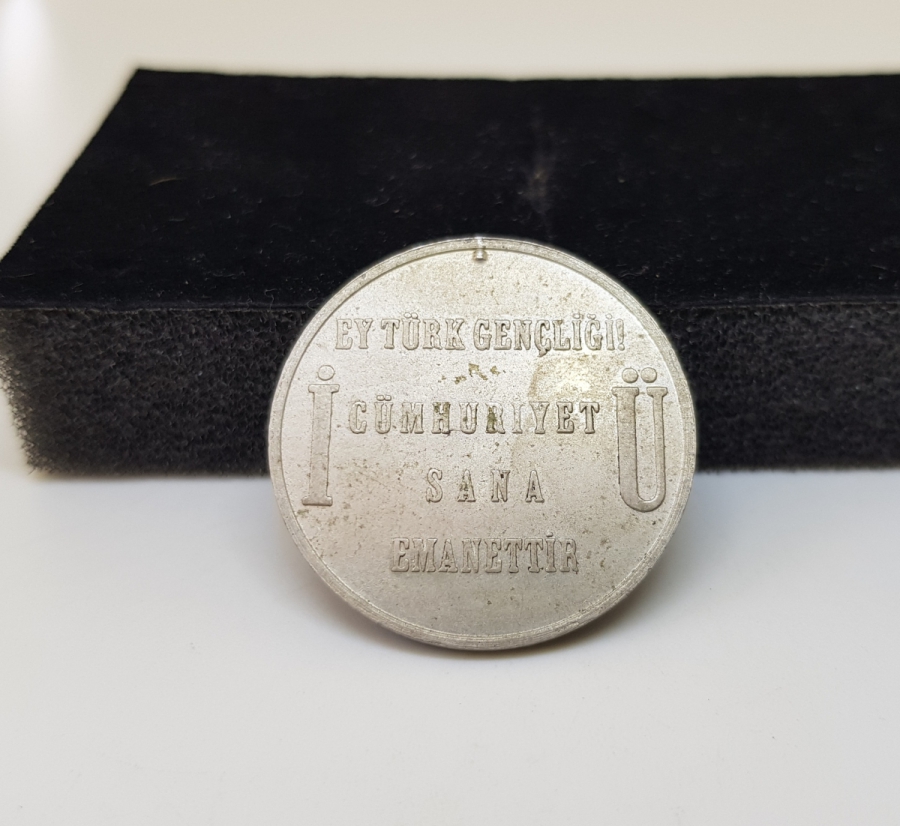 EY TÜRK GENÇLİĞİ!
İ CÜMHURİYET Ü
SANA
EMANETTİR